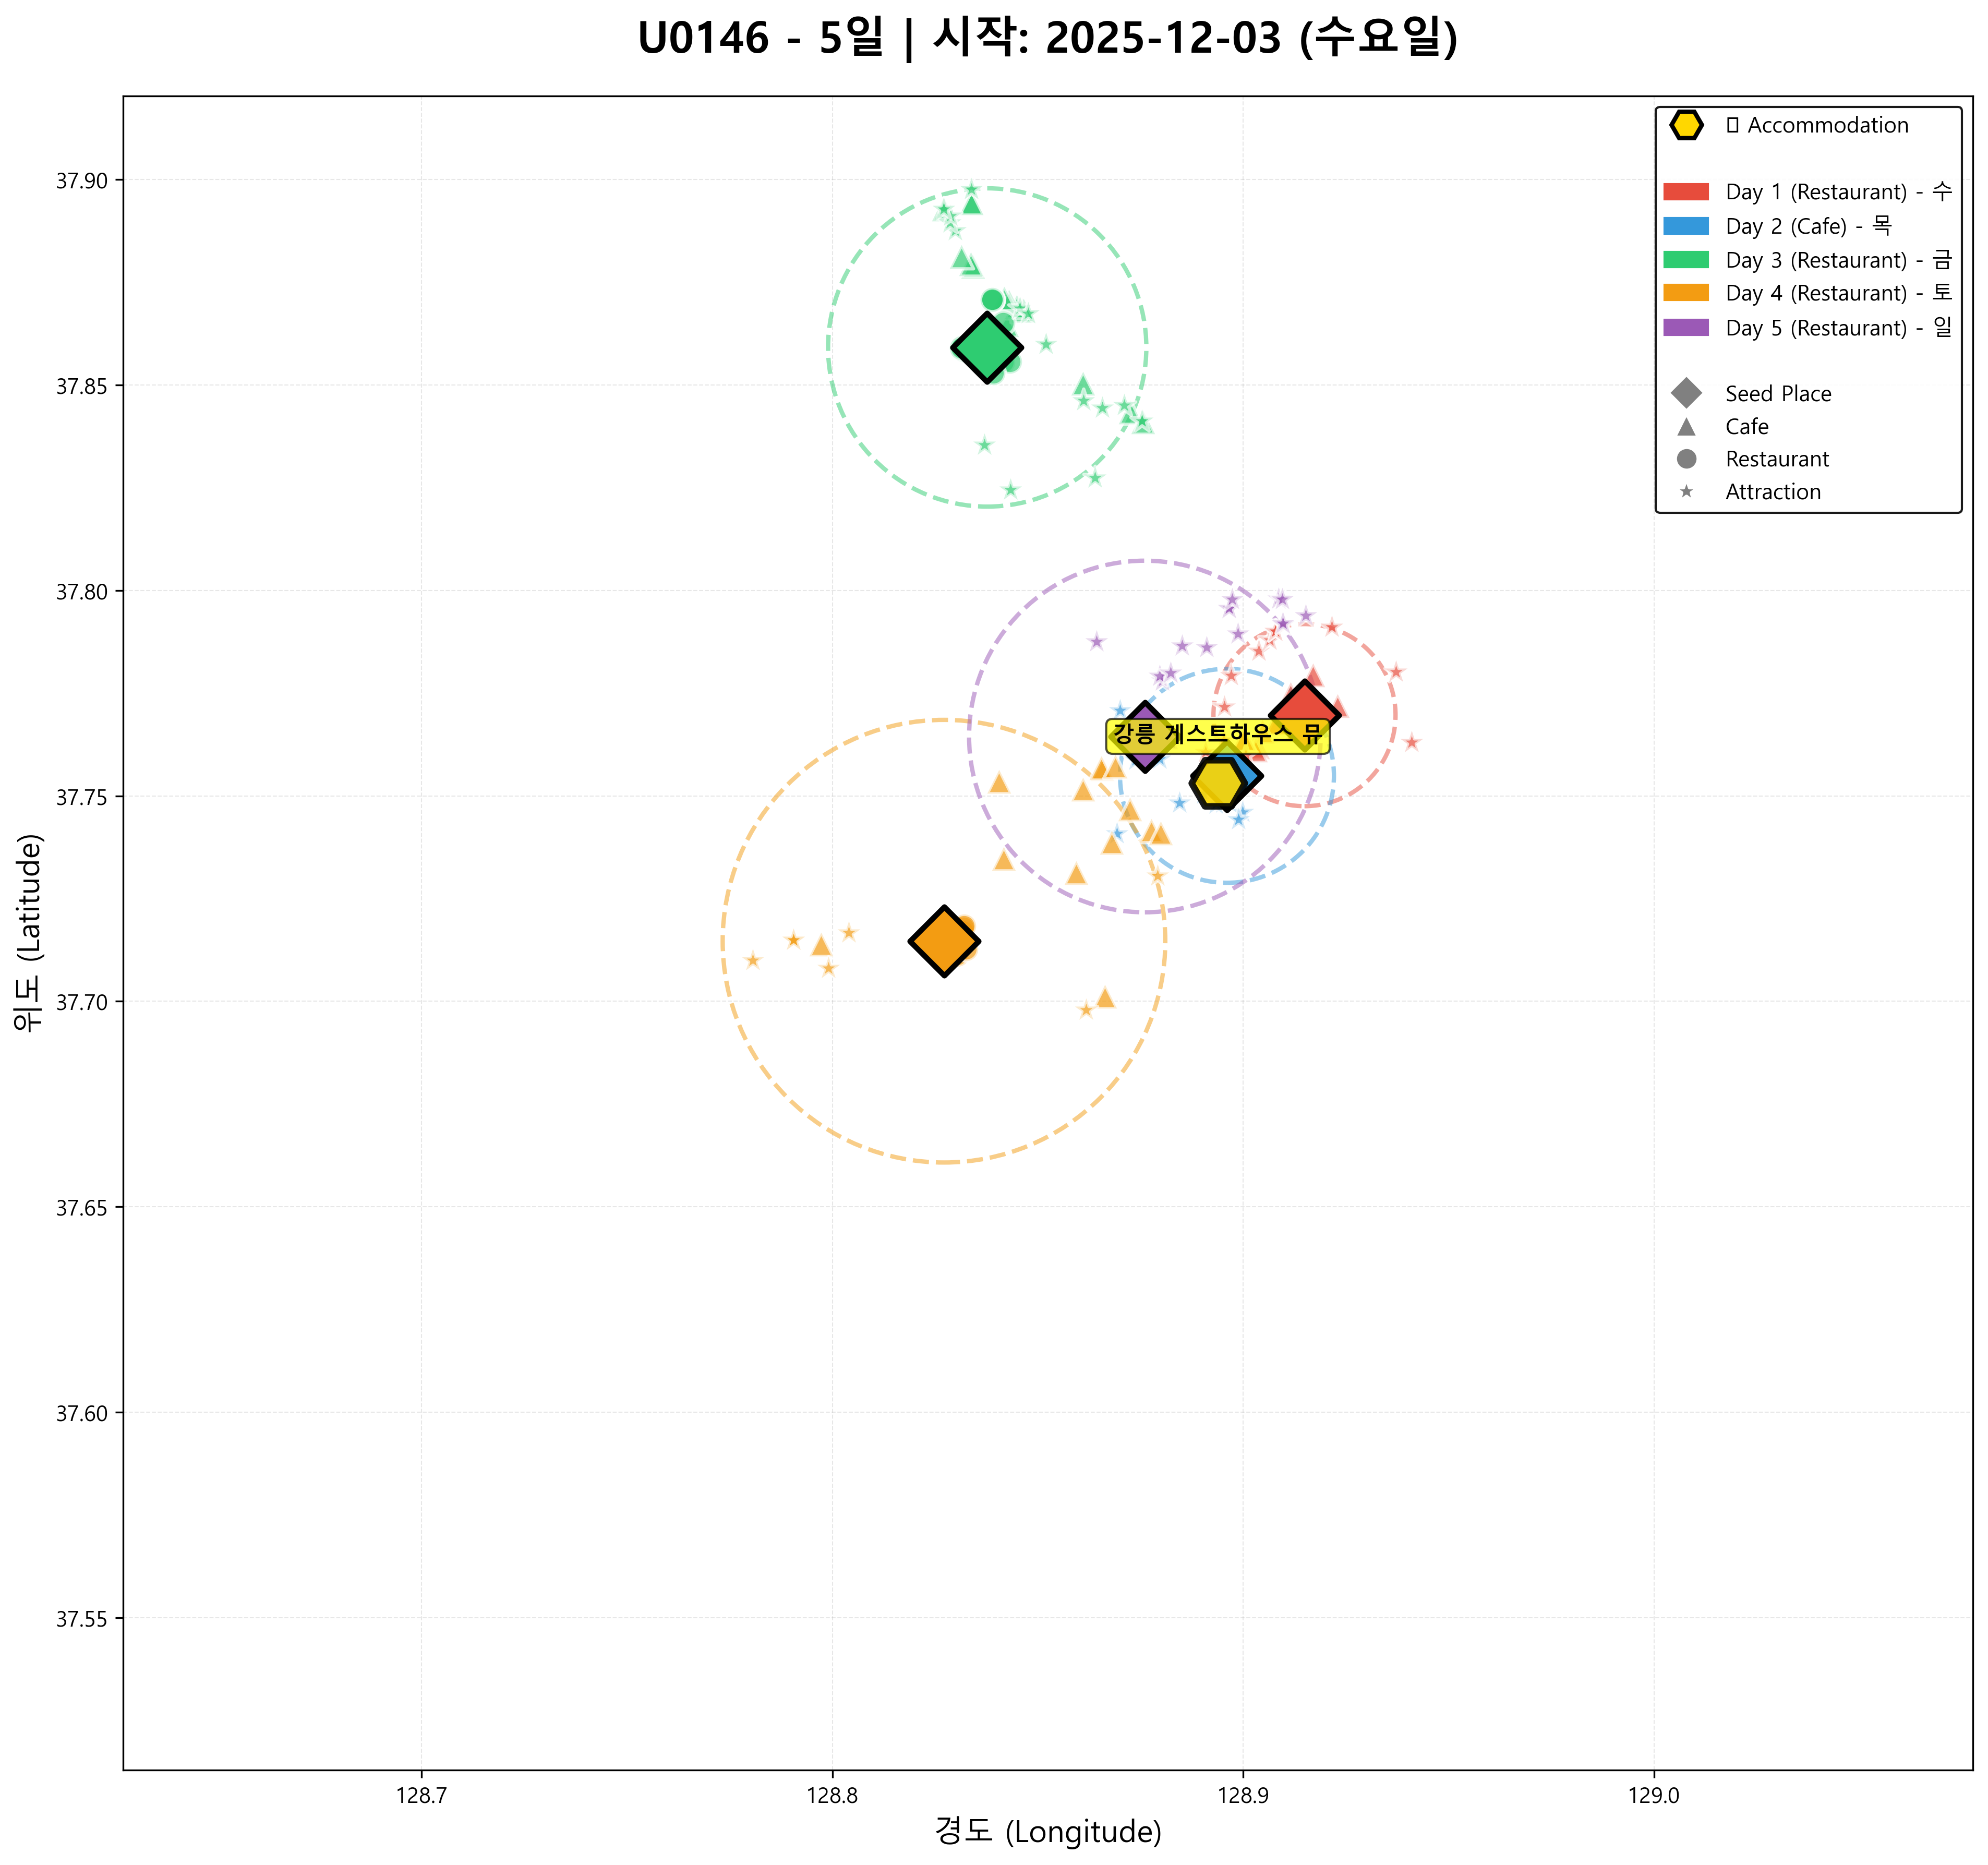 U0146 - 5일 | 시작: 2025-12-03 (수요일)
▯ Accommodation
Day 1 (Restaurant) - 수
Day 2 (Cafe) - 목
Day 3 (Restaurant) - 금
Day 4 (Restaurant) - 토
Day 5 (Restaurant) - 일
Seed Place
Cafe
Restaurant
Attraction
37.90
37.85
37.80
37.75
37.70
37.65
37.60
37.55
위도 (Latitude)
강릉 게스트하우스 뮤
128.7
128.8
128.9
129.0
경도 (Longitude)